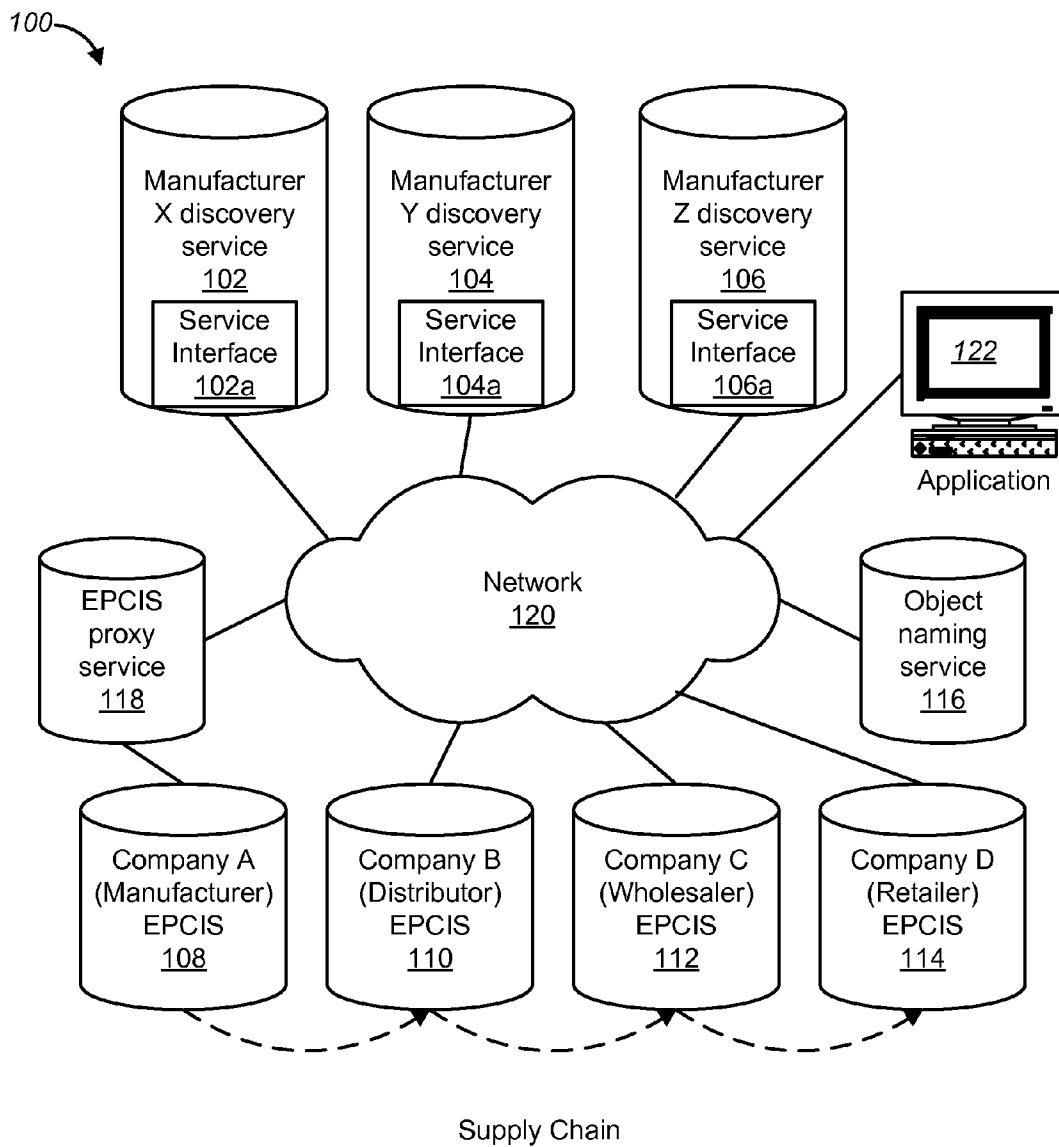 100
Manufacturer
X discovery
service
102
Service
Interface
102a
Manufacturer
Y discovery
service
104
Service
Interface
104a
Manufacturer
Z discovery
service
106
Service
Interface
106a
122
Application
EPCIS
proxy
service
118
Network
120
Object
naming
service
116
Company A
(Manufacturer)
EPCIS
108
Company B
(Distributor)
EPCIS
110
Company C
(Wholesaler)
EPCIS
112
Company D
(Retailer)
EPCIS
114
Supply Chain